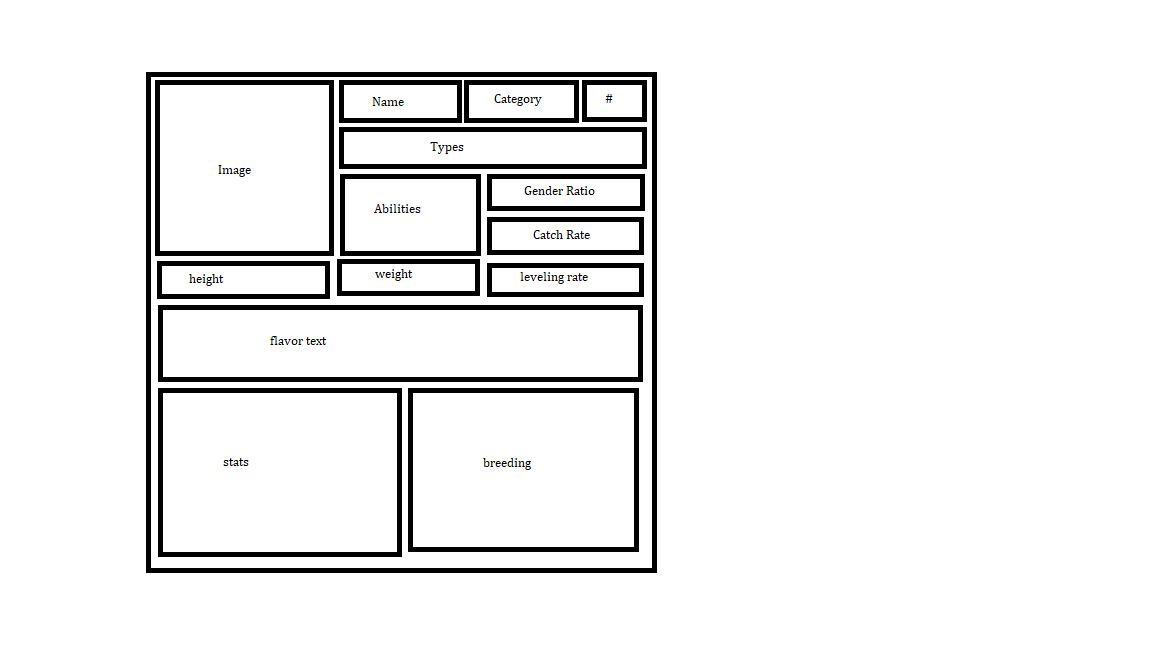 Name
Category
#
Types
Image
Abilities
Gender Ratio
Catch Rate
height
weight
leveling rate
flavor text
stats
breeding